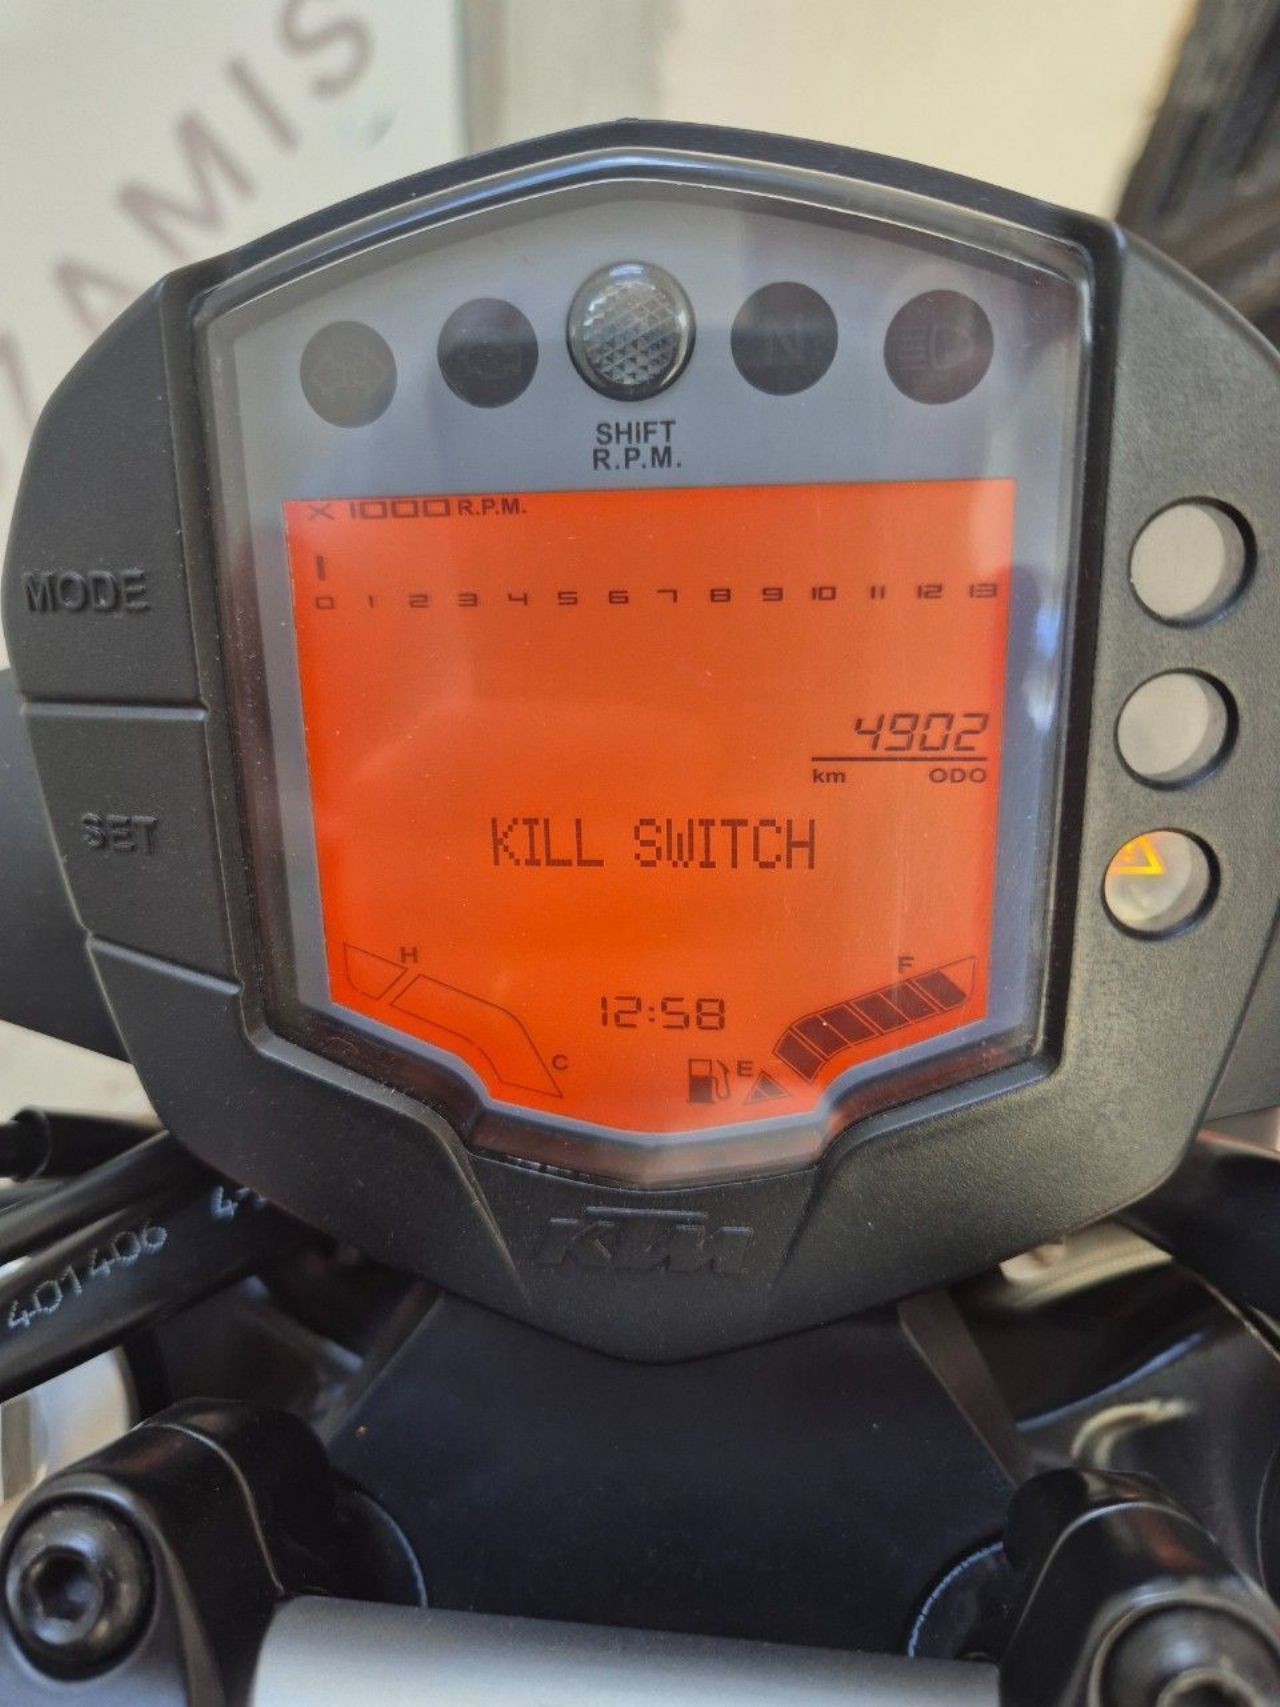 TAMIS
SHIFT
R.P.M.
X 1000 R.P.M.
0 1 2 3 4 5 6 7 8 9 10 11 12 13
MODE
4902
km ODO
SET
KILL SWITCH
H
F
12:58
C
E
KTM
401406